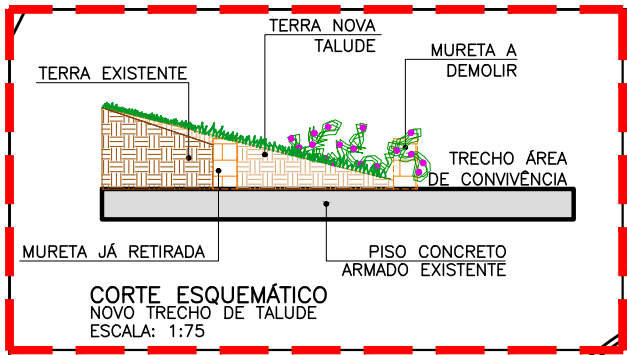 TERRA NOVA
TALUDE
MURETA A
DEMOLIR
TERRA EXISTENTE
TRECHO ÁREA
DE CONVIVÊNCIA
MURETA JÁ RETIRADA
PISO CONCRETO
ARMADO EXISTENTE
CORTE ESQUEMÁTICO
NOVO TRECHO DE TALUDE
ESCALA: 1:75